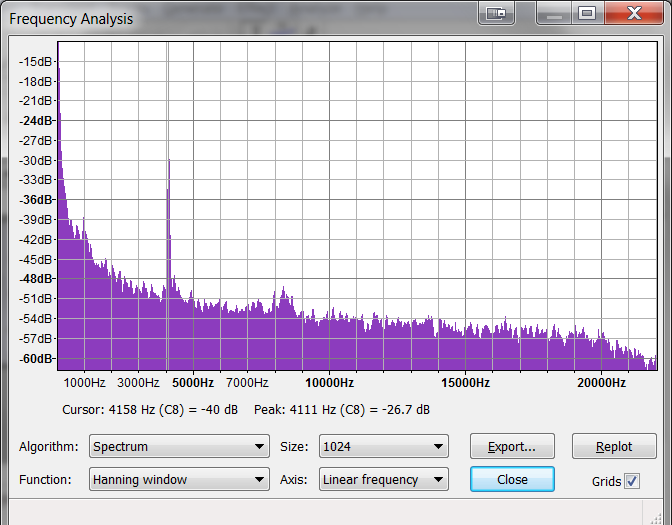 Frequency Analysis
-15dB
-18dB
-21dB
-24dB
-27dB
-30dB
-33dB
-36dB
-39dB
-42dB
-45dB
-48dB
-51dB
-54dB
-57dB
-60dB
1000Hz 3000Hz 5000Hz 7000Hz 10000Hz 15000Hz 20000Hz
Cursor: 4158 Hz (C8) = -40 dB Peak: 4111 Hz (C8) = -26.7 dB
Algorithm: Spectrum Size: 1024 Export... Replot
Function: Hanning window Axis: Linear frequency Close Grids